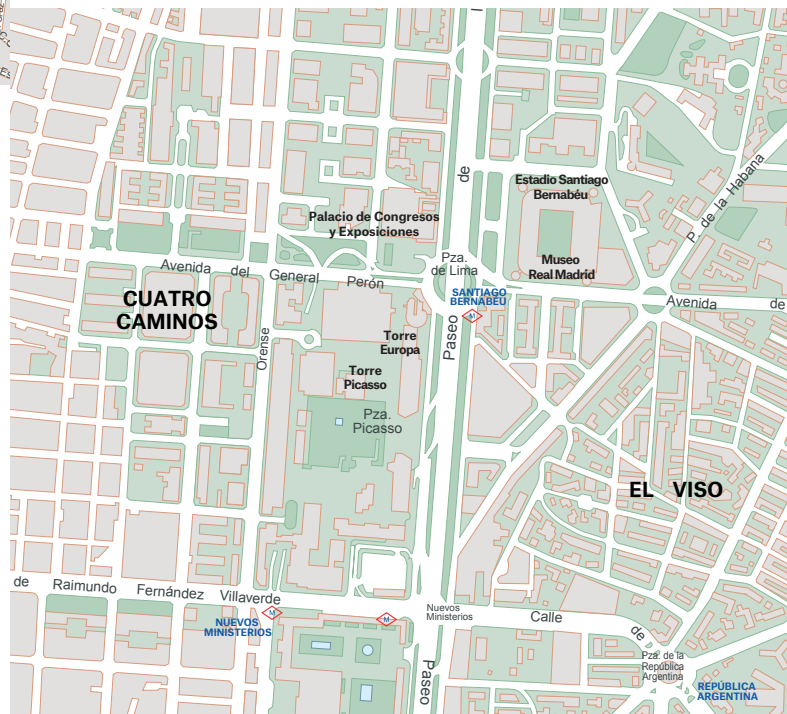 de
Estadio Santiago
Bernabéu
P. de la Habana
Palacio de Congresos
y Exposiciones
Pza.
de Lima
Museo
Real Madrid
Avenida del General Perón
SANTIAGO
BERNABEU
M
Avenida de
CUATRO
CAMINOS
Orense
Paseo
Torre
Europa
Torre
Picasso
Pza.
Picasso
EL VISO
de Raimundo Fernández Villaverde
M
M
NUEVOS
MINISTERIOS
Nuevos
Ministerios
Calle
de
Pza. de la
República
Argentina
REPÚBLICA
ARGENTINA
Paseo